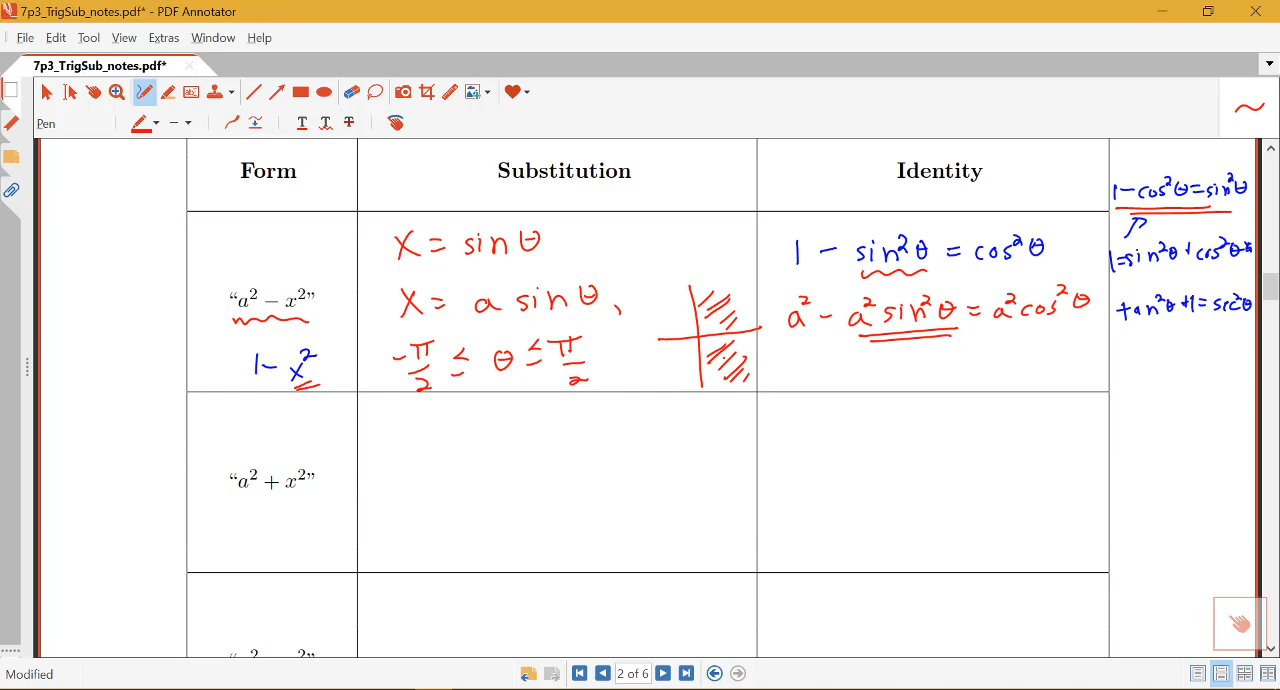 7p3_TrigSub_notes.pdf* - PDF Annotator
File Edit Tool View Extras Window Help
7p3_TrigSub_notes.pdf*
Pen
Form Substitution Identity
1 - cos²θ = sin²θ
1 = sin²θ + cos²θ
tan²θ + 1 = sec²θ
“a² − x²”
1 - x²
x = sin θ
x = a sin θ,
-π/2 ≤ θ ≤ π/2
1 - sin²θ = cos²θ
a² - a² sin²θ = a² cos²θ
“a² + x²”
Modified
2 of 6